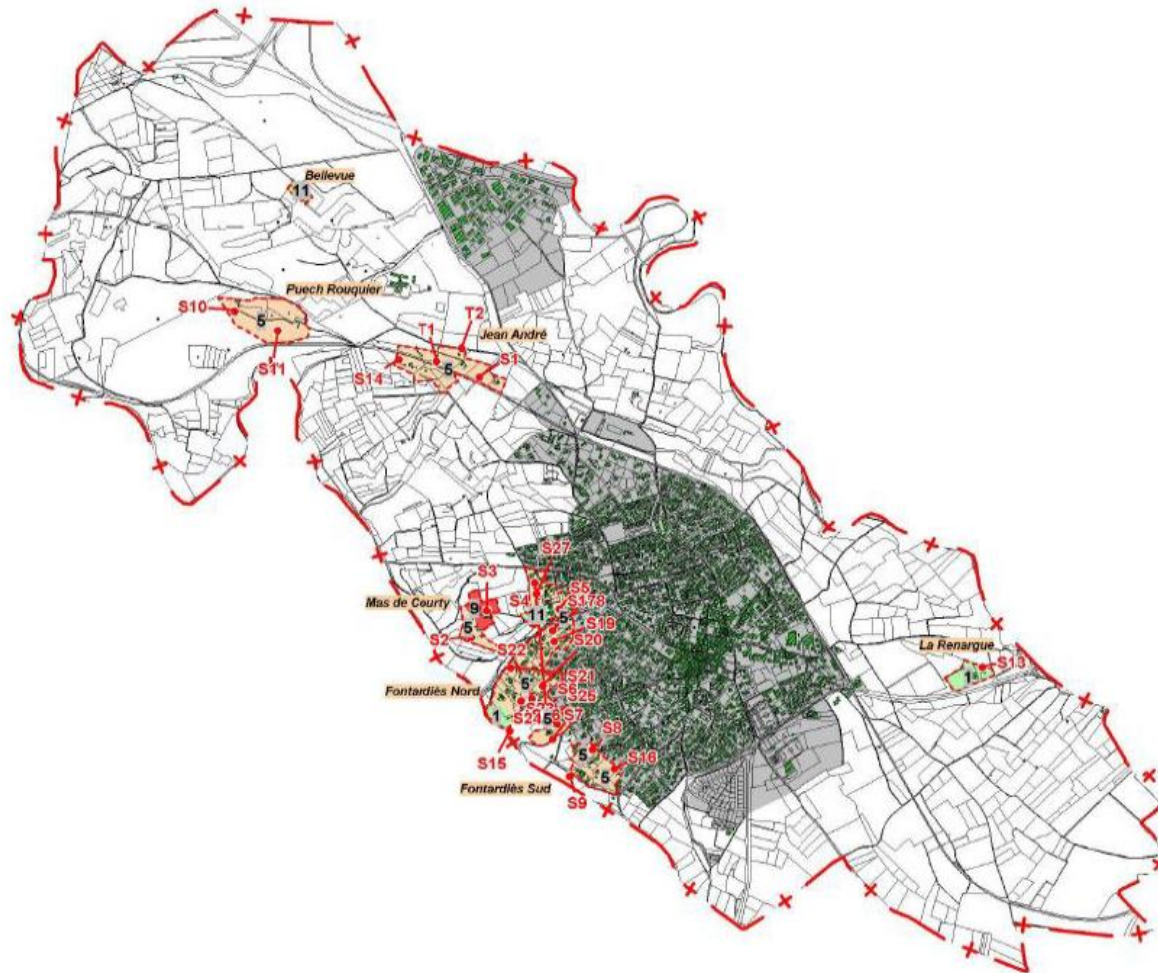 Bellevue
11
Puech Rouquier
S10
5
S11
T2
T1
Jean André
S1
S14
5
S27
S3
S5
Mas de Courty
9
S4
S178
11
5
S19
5
S2
S20
S22
La Renargue
S13
1
Fontardiès Nord
5
S21
S6
S25
1
S24
5
S7
S15
S8
5
S16
5
Fontardiès Sud
S9